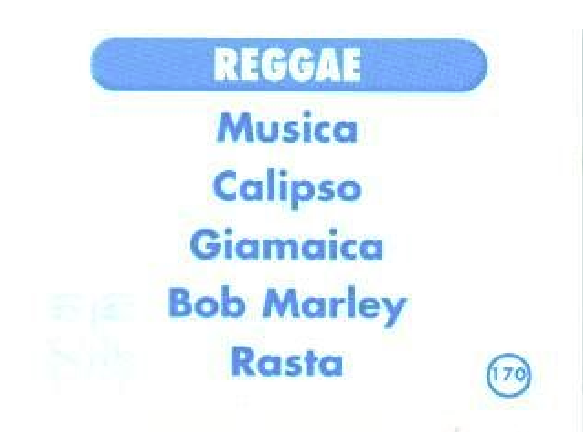 REGGAE
Musica
Calipso
Giamaica
Bob Marley
Rasta
170